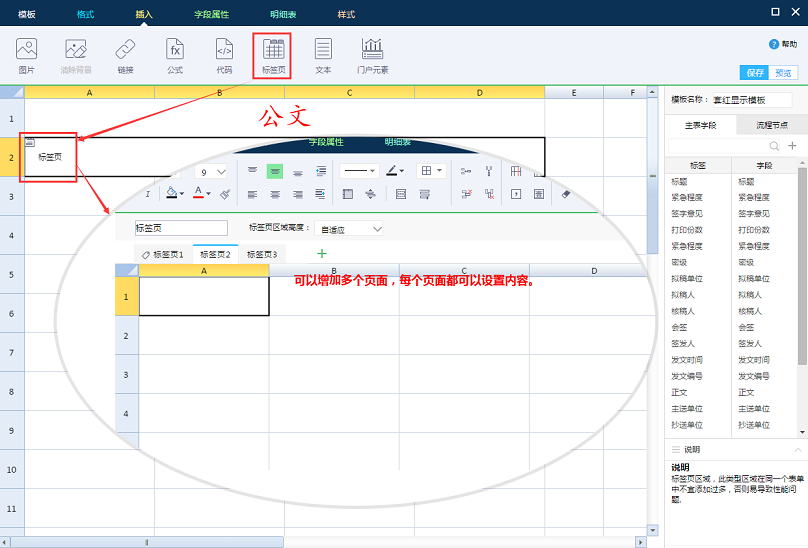 模板 格式 插入 字段属性 明细表 样式
图片 清除背景 链接 公式 代码 标签页 文本 门户元素
帮助
保存 预览
A B C D E F
模板名称： 套红显示模板
主表字段 流程节点
标签 字段
标题 标题
紧急程度 紧急程度
签字意见 签字意见
打印份数 打印份数
紧急程度 紧急程度
密级 密级
拟稿单位 拟稿单位
拟稿人 拟稿人
核稿人 核稿人
会签 会签
签发人 签发人
发文时间 发文时间
发文编号 发文编号
正文 正文
主送单位 主送单位
抄送单位 抄送单位
说明
说明
标签页区域，此类型区域在同一个表单
中不宜添加过多，否则易导致性能问
题。
1
公文
2 标签页
3
4
5
6
7
8
9
10
11
字段属性 明细表
9
I A
标签页 标签页区域高度： 自适应
标签页1 标签页2 标签页3
A B C D
可以增加多个页面，每个页面都可以设置内容。
1
2
3
4